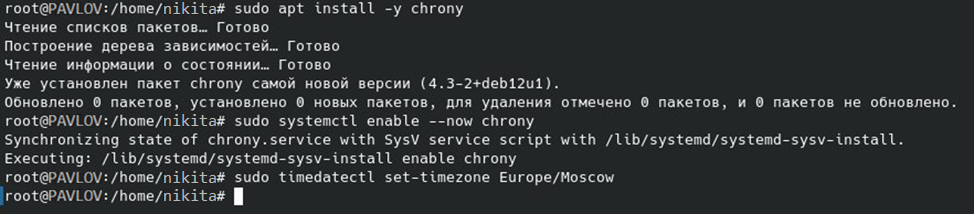 root@PAVLOV:/home/nikita# sudo apt install -y chrony
Чтение списков пакетов… Готово
Построение дерева зависимостей… Готово
Чтение информации о состоянии… Готово
Уже установлен пакет chrony самой новой версии (4.3-2+deb12u1).
Обновлено 0 пакетов, установлено 0 новых пакетов, для удаления отмечено 0 пакетов, и 0 пакетов не обновлено.
root@PAVLOV:/home/nikita# sudo systemctl enable --now chrony
Synchronizing state of chrony.service with SysV service script with /lib/systemd/systemd-sysv-install.
Executing: /lib/systemd/systemd-sysv-install enable chrony
root@PAVLOV:/home/nikita# sudo timedatectl set-timezone Europe/Moscow
root@PAVLOV:/home/nikita#